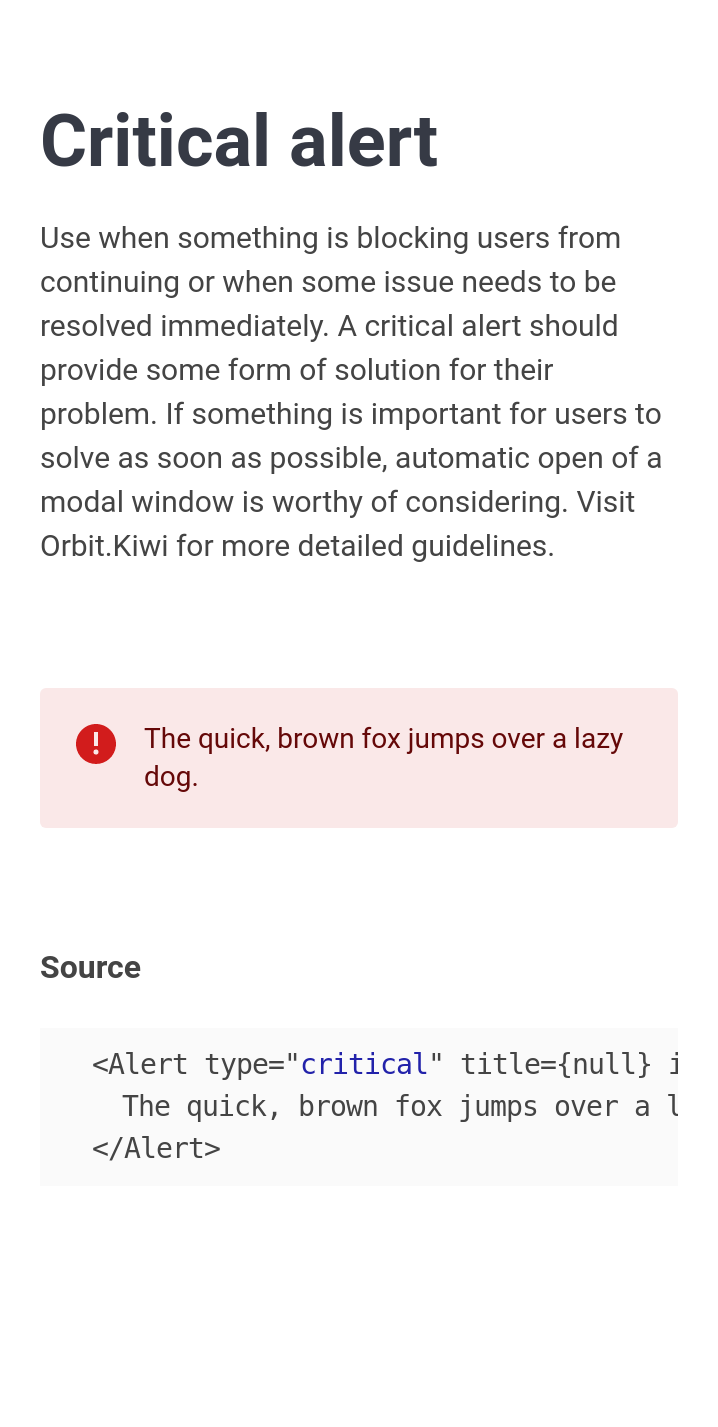 Critical alert
Use when something is blocking users from
continuing or when some issue needs to be
resolved immediately. A critical alert should
provide some form of solution for their
problem. If something is important for users to
solve as soon as possible, automatic open of a
modal window is worthy of considering. Visit
Orbit.Kiwi for more detailed guidelines.
The quick, brown fox jumps over a lazy
dog.
Source
<Alert type="critical" title={null} i
The quick, brown fox jumps over a l
</Alert>